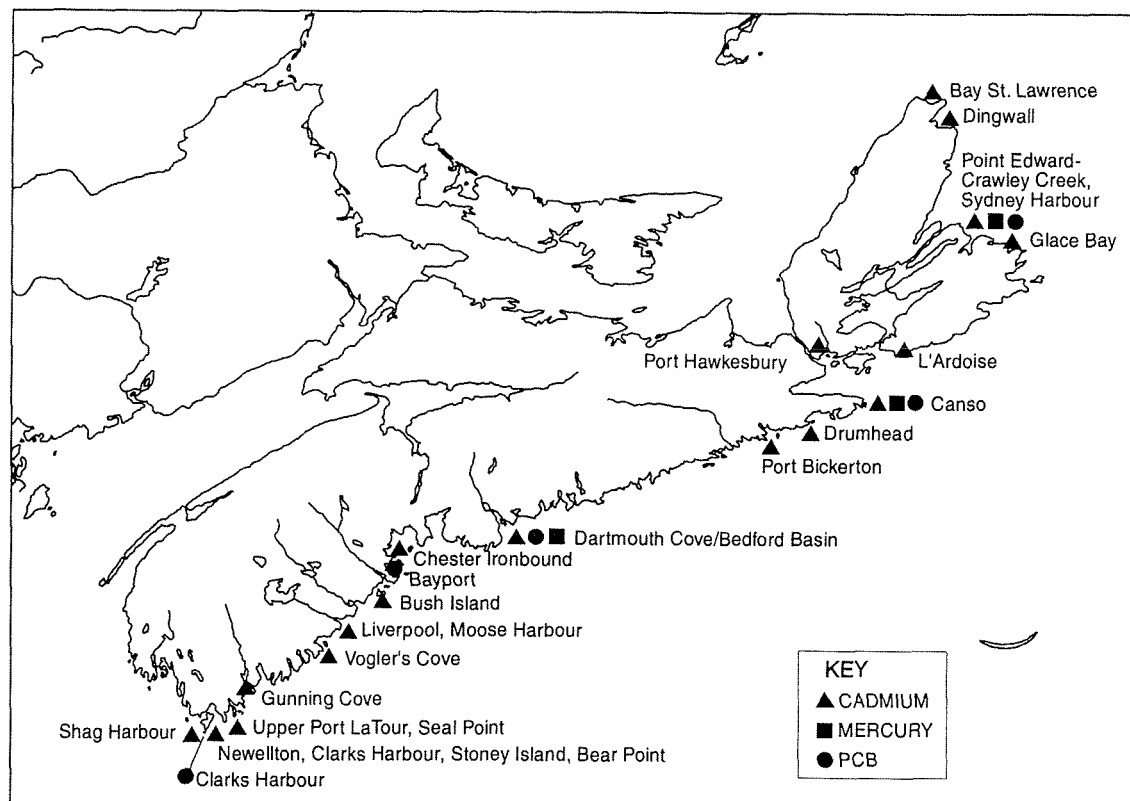 Bay St. Lawrence
Dingwall
Point Edward-
Crawley Creek,
Sydney Harbour
Glace Bay
Port Hawkesbury
L'Ardoise
Canso
Drumhead
Port Bickerton
Dartmouth Cove/Bedford Basin
Chester Ironbound
Bayport
Bush Island
Liverpool, Moose Harbour
Vogler's Cove
Gunning Cove
Shag Harbour
Upper Port LaTour, Seal Point
Newellton, Clarks Harbour, Stoney Island, Bear Point
Clarks Harbour
KEY
CADMIUM
MERCURY
PCB